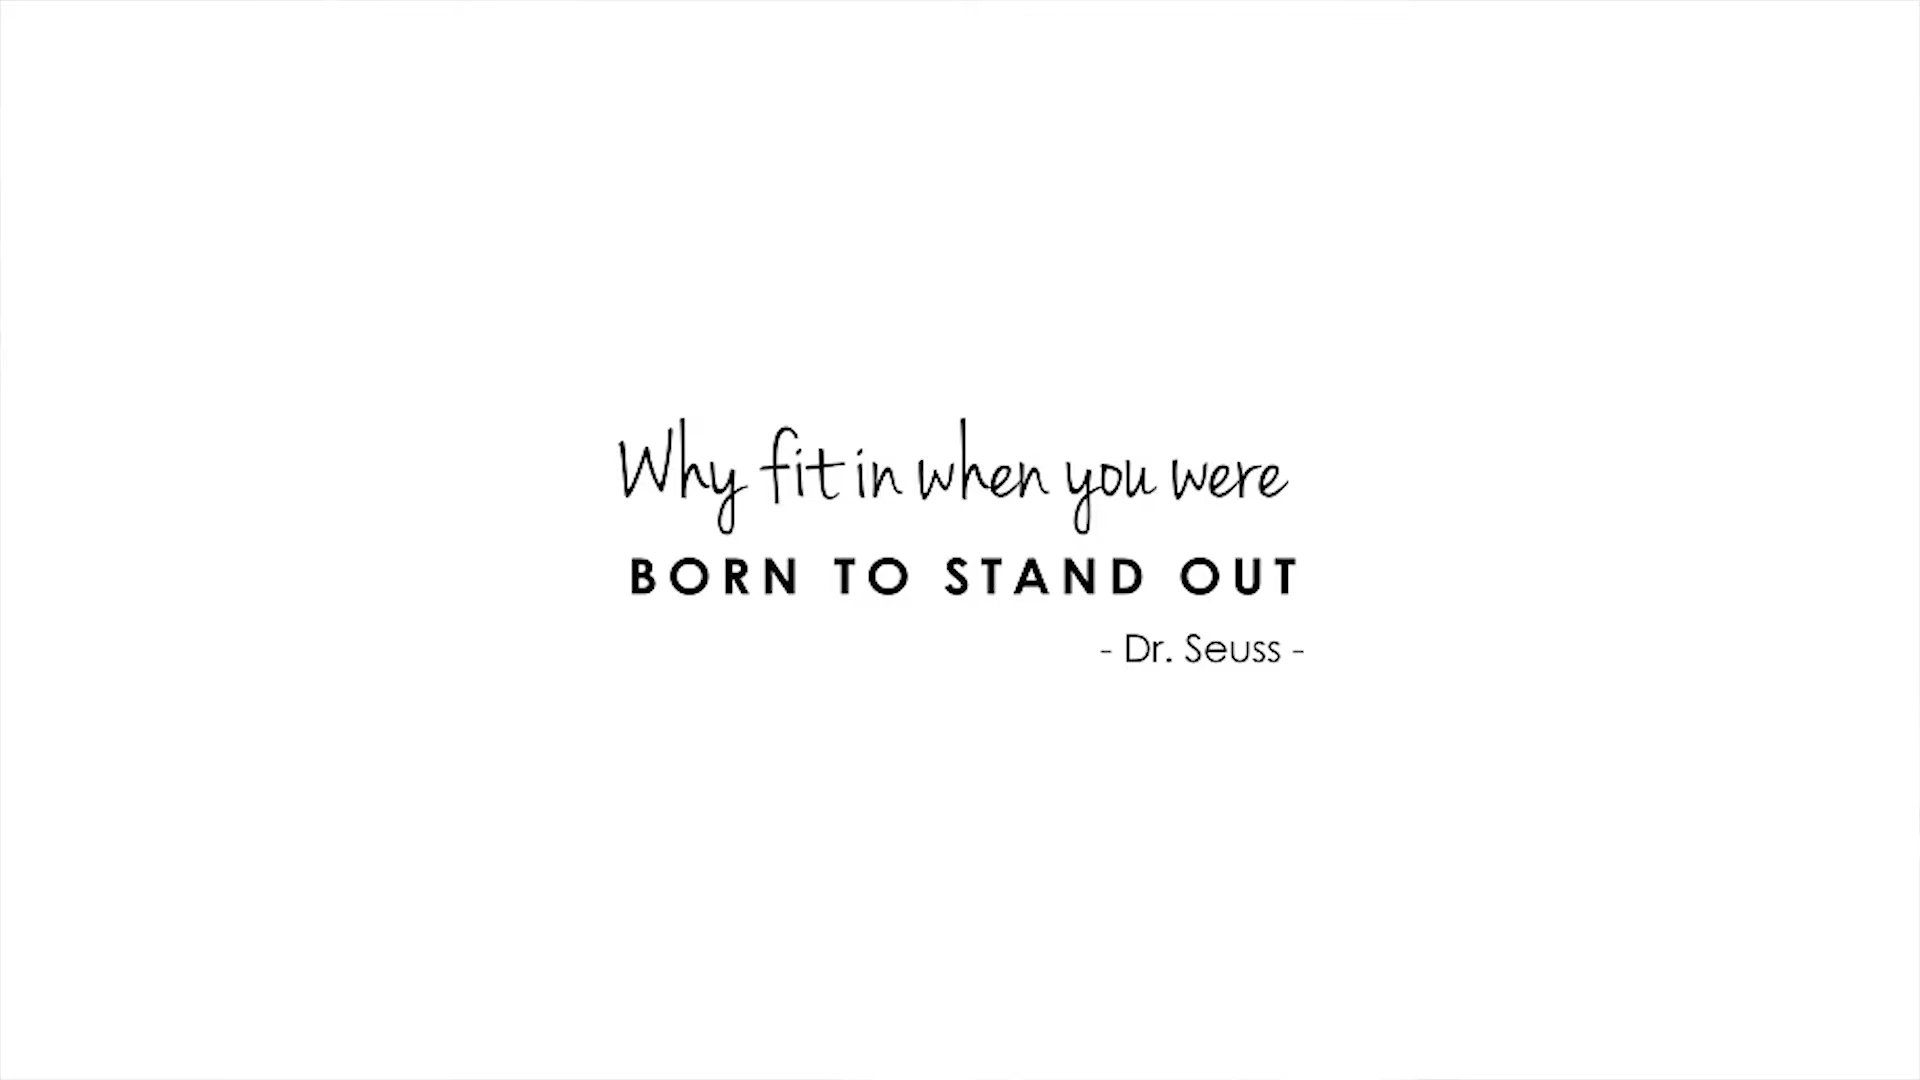 Why fit in when you were
BORN TO STAND OUT
- Dr. Seuss -